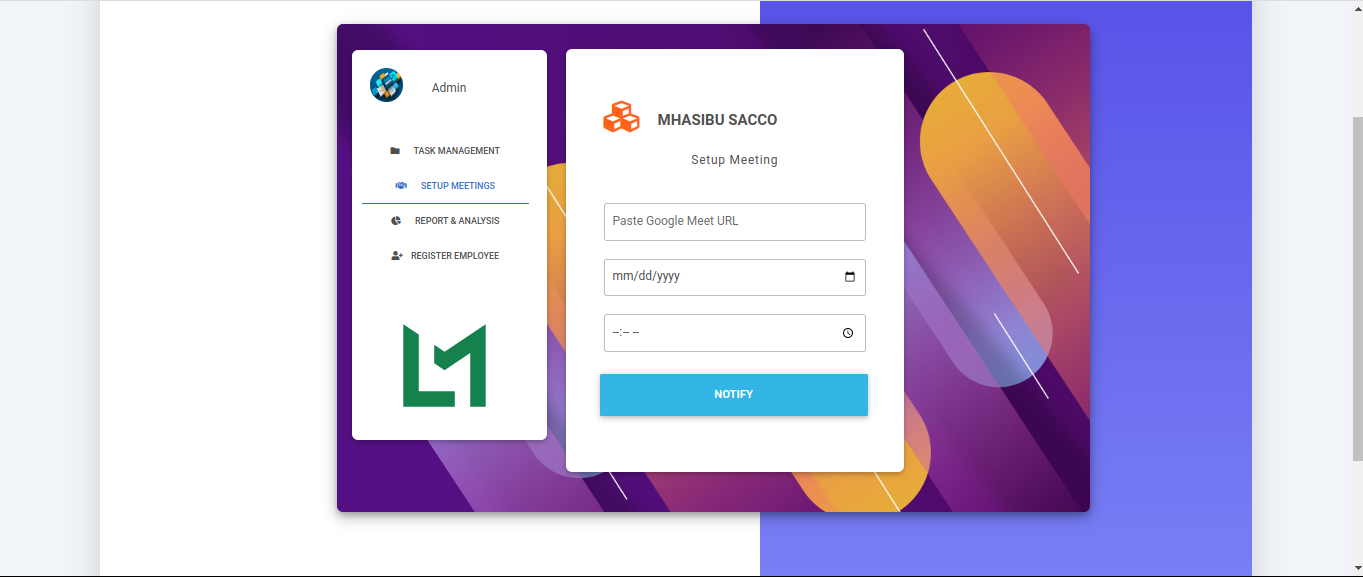 Admin
TASK MANAGEMENT
SETUP MEETINGS
REPORT & ANALYSIS
REGISTER EMPLOYEE
MHASIBU SACCO
Setup Meeting
Paste Google Meet URL
mm/dd/yyyy
--:-- --
NOTIFY